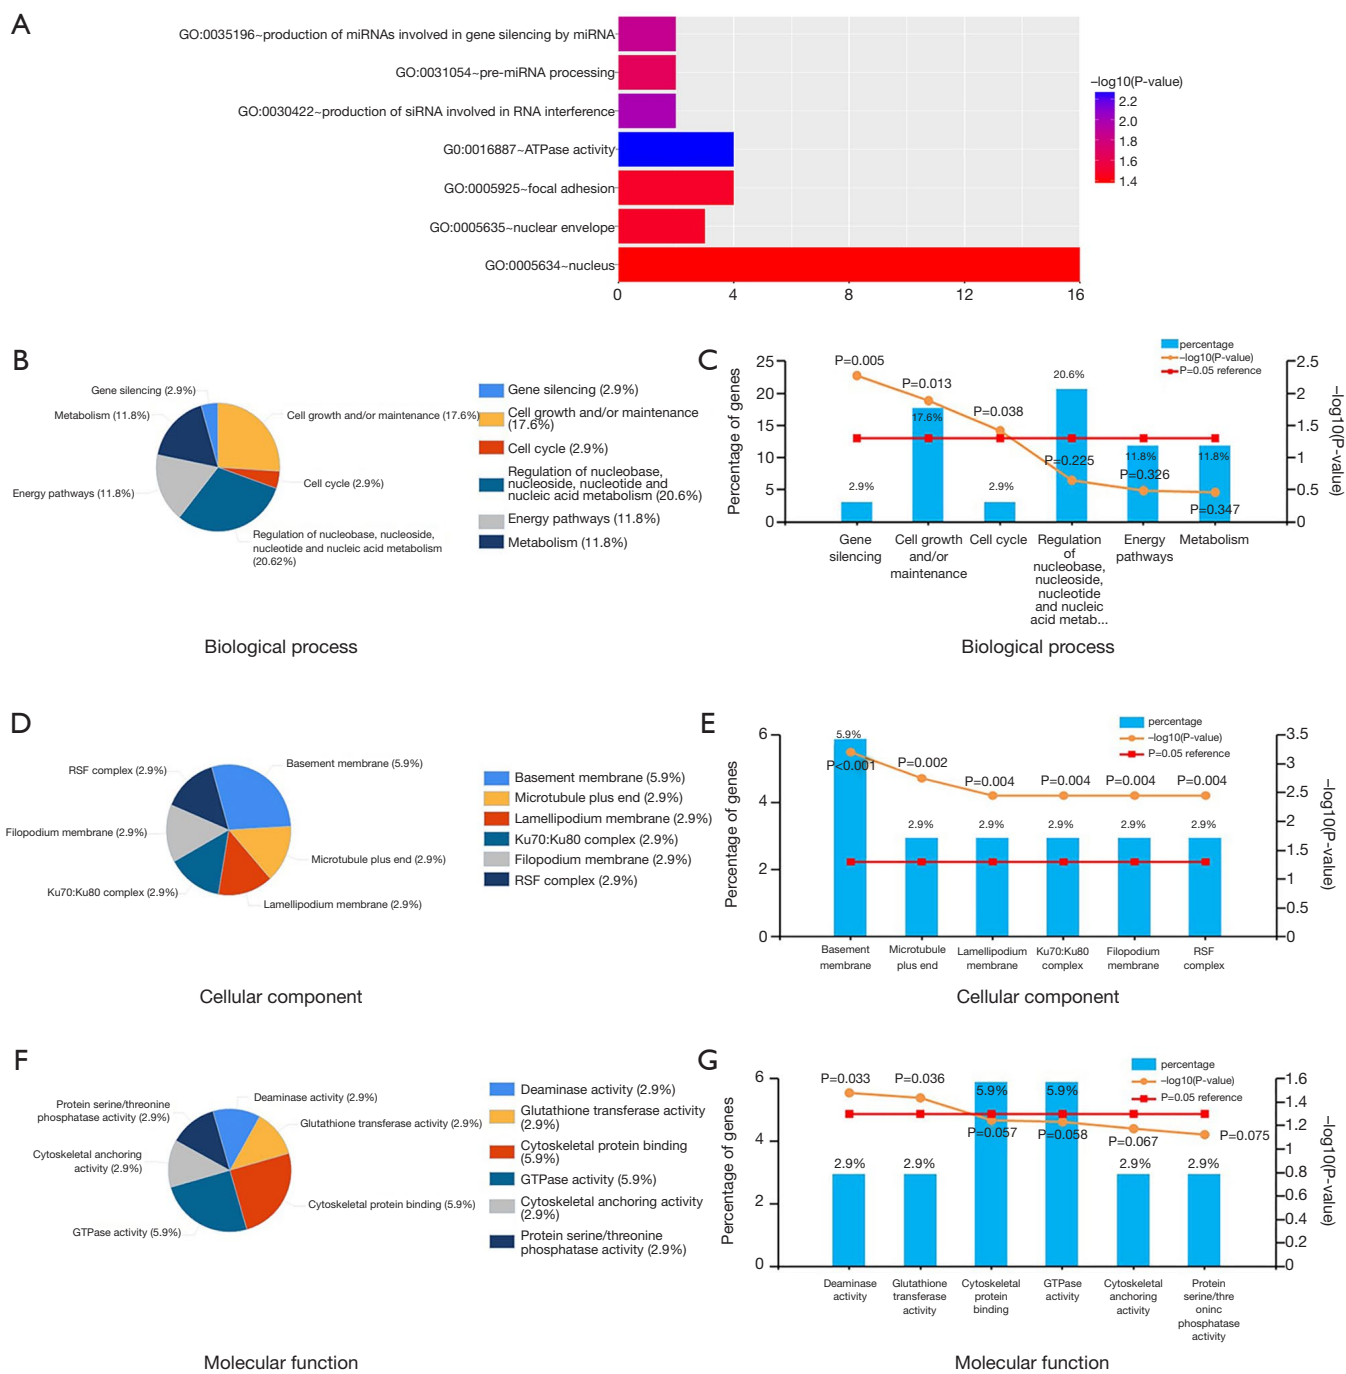 A
GO:0035196~production of miRNAs involved in gene silencing by miRNA
GO:0031054~pre-miRNA processing
GO:0030422~production of siRNA involved in RNA interference
G0:0016887~ATPase activity
GO:0005925~focal adhesion
GO:0005635~nuclear envelope
GO:0005634~nucleus
0
4
8
12
16
–log10(P-value)
2.2
2.0
1.8
1.6
1.4
B
Gene silencing (2.9%)
Metabolism (11.8%)
Energy pathways (11.8%)
Cell growth and/or maintenance (17.6%)
Cell cycle (2.9%)
Regulation of nucleobase, nucleoside,
nucleotide and nucleic acid metabolism
(20.62%)
Gene silencing (2.9%)
Cell growth and/or maintenance
(17.6%)
Cell cycle (2.9%)
Regulation of nucleobase,
nucleoside, nucleotide and
nucleic acid metabolism (20.6%)
Energy pathways (11.8%)
Metabolism (11.8%)
Biological process
C
percentage
–log10(P-value)
P=0.05 reference
Percentage of genes
25
20
15
10
5
0
2.5
2
1.5
1
0.5
0
–log10(P-value)
P=0.005
P=0.013
P=0.038
P=0.225
P=0.326
P=0.347
2.9%
17.6%
2.9%
20.6%
11.8%
11.8%
Gene
silencing
Cell growth
and/or
maintenance
Cell cycle
Regulation
of
nucleobase,
nucleoside,
nucleotide
and nucleic
acid metab...
Energy
pathways
Metabolism
Biological process
D
RSF complex (2.9%)
Filopodium membrane (2.9%)
Ku70:Ku80 complex (2.9%)
Basement membrane (5.9%)
Microtubule plus end (2.9%)
Lamellipodium membrane (2.9%)
Basement membrane (5.9%)
Microtubule plus end (2.9%)
Lamellipodium membrane (2.9%)
Ku70:Ku80 complex (2.9%)
Filopodium membrane (2.9%)
RSF complex (2.9%)
Cellular component
E
percentage
–log10(P-value)
P=0.05 reference
Percentage of genes
6
4
2
0
3.5
3
2.5
2
1.5
1
0.5
0
–log10(P-value)
5.9%
P<0.001
P=0.002
P=0.004
P=0.004
P=0.004
P=0.004
2.9%
2.9%
2.9%
2.9%
2.9%
Basement
membrane
Microtubule
plus end
Lamellipodium
membrane
Ku70:Ku80
complex
Filopodium
membrane
RSF
complex
Cellular component
F
Deaminase activity (2.9%)
Protein serine/threonine
phosphatase activity (2.9%)
Glutathione transferase activity (2.9%)
Cytoskeletal anchoring
activity (2.9%)
Cytoskeletal protein binding (5.9%)
GTPase activity (5.9%)
Deaminase activity (2.9%)
Glutathione transferase activity
(2.9%)
Cytoskeletal protein binding
(5.9%)
GTPase activity (5.9%)
Cytoskeletal anchoring activity
(2.9%)
Protein serine/threonine
phosphatase activity (2.9%)
Molecular function
G
percentage
–log10(P-value)
P=0.05 reference
Percentage of genes
6
4
2
0
1.6
1.4
1.2
1
0.8
0.6
0.4
0.2
0
–log10(P-value)
P=0.033
P=0.036
P=0.057
P=0.058
P=0.067
P=0.075
2.9%
2.9%
5.9%
5.9%
2.9%
2.9%
Deaminase
activity
Glutathione
transferase
activity
Cytoskeletal
protein
binding
GTPase
activity
Cytoskeletal
anchoring
activity
Protein
serine/thre
oninc
phosphatase
activity
Molecular function